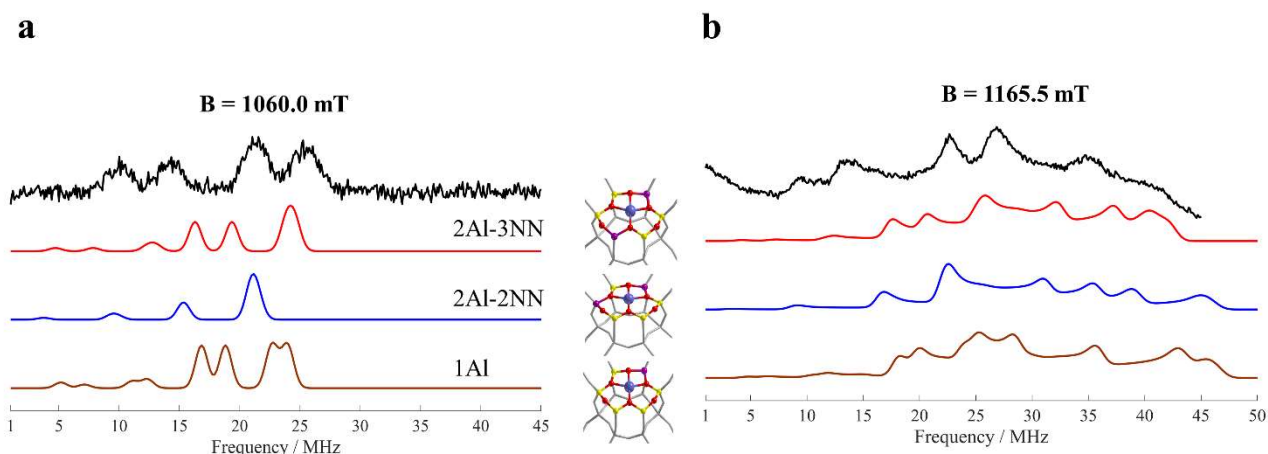 a
B = 1060.0 mT
2Al-3NN
2Al-2NN
1Al
1 5 10 15 20 25 30 35 40 45
Frequency / MHz
b
B = 1165.5 mT
1 5 10 15 20 25 30 35 40 45 50
Frequency / MHz